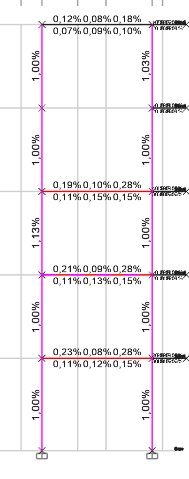 0,12% 0,08% 0,18%
0,07% 0,09% 0,10%
1,00% 1,03%
1,00% 1,00%
0,19% 0,10% 0,28%
0,11% 0,15% 0,15%
1,13% 1,00%
0,21% 0,09% 0,28%
0,11% 0,13% 0,15%
1,00% 1,00%
0,23% 0,08% 0,28%
0,11% 0,12% 0,15%
1,00% 1,00%